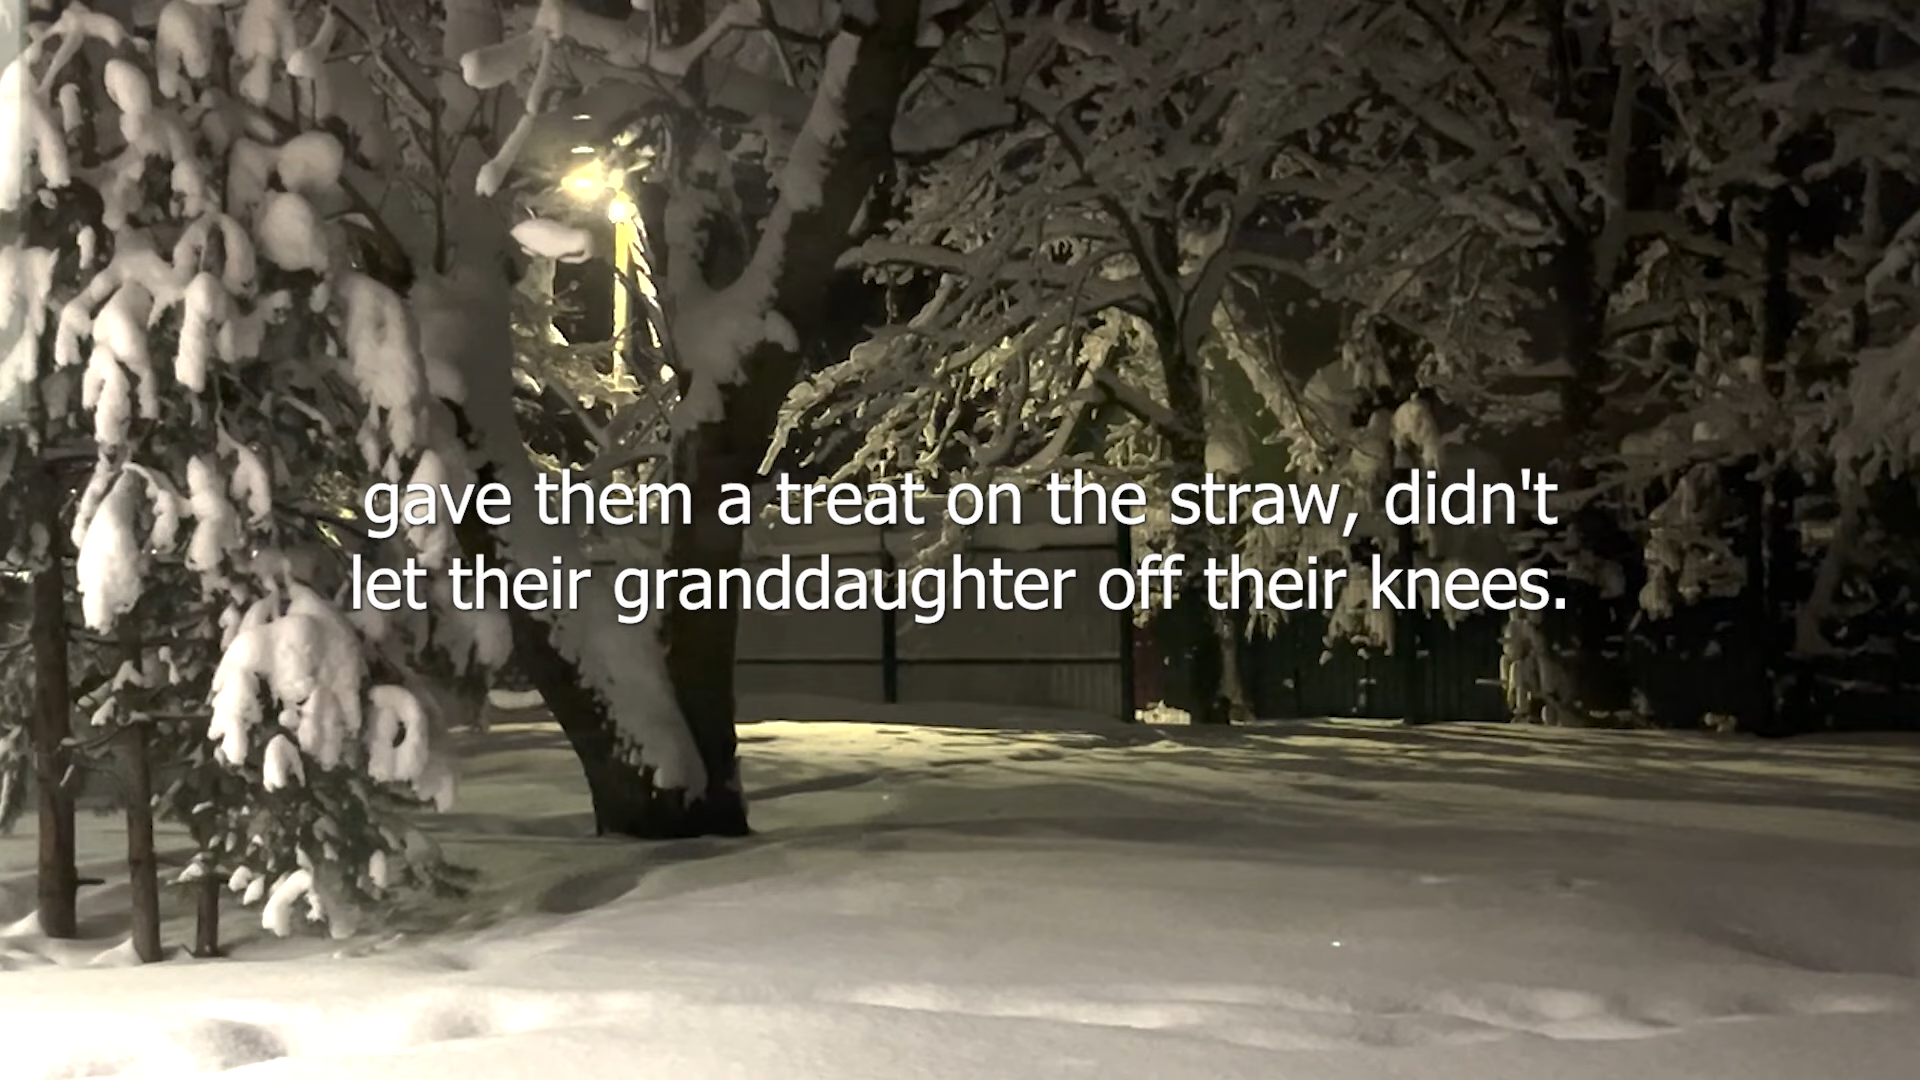 gave them a treat on the straw, didn't
let their granddaughter off their knees.